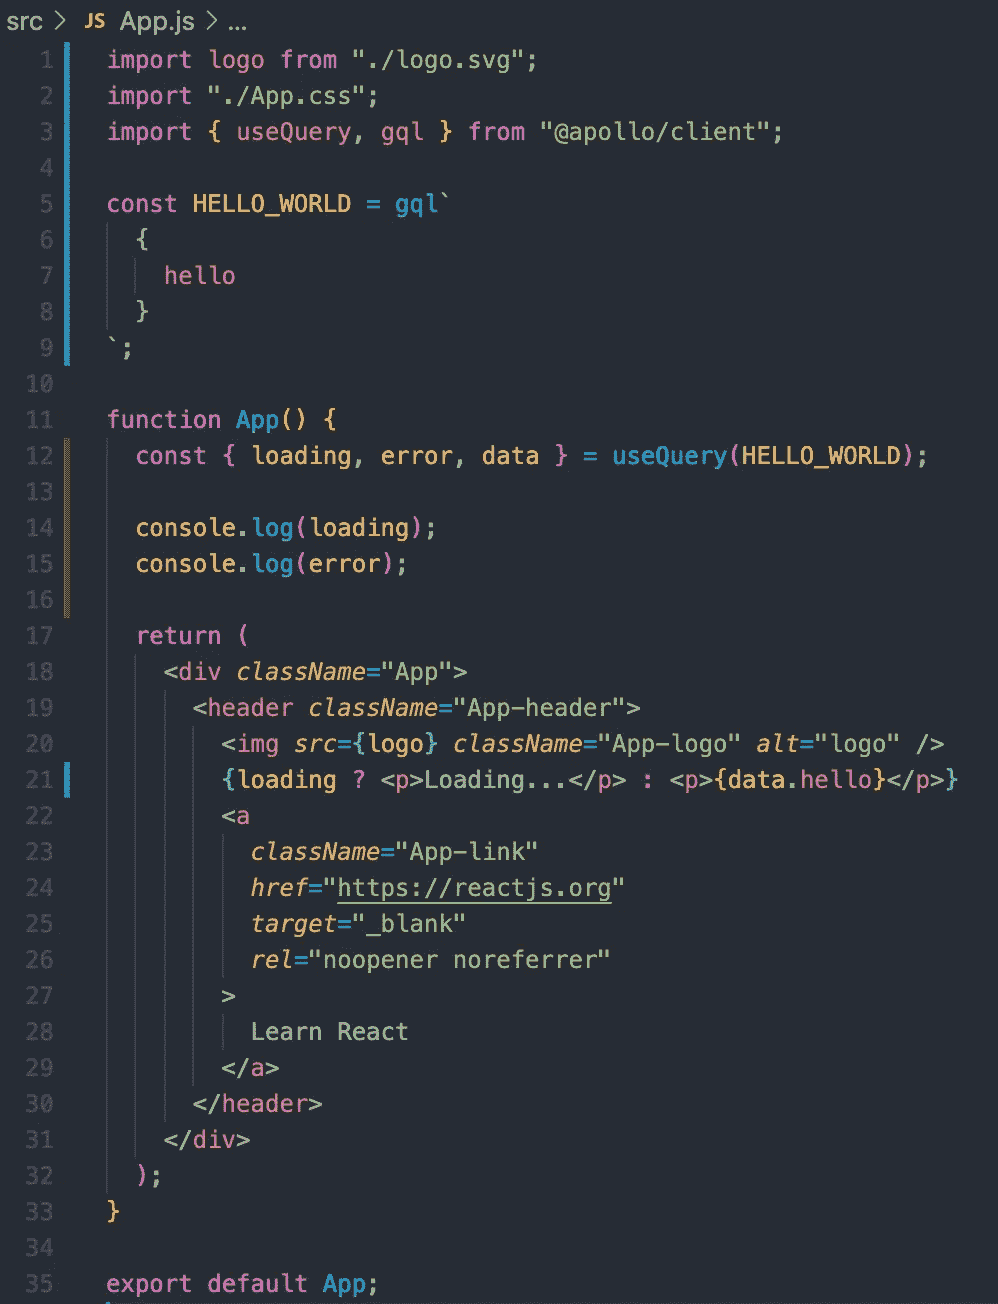 src > JS App.js > ...
1 import logo from "./logo.svg";
2 import "./App.css";
3 import { useQuery, gql } from "@apollo/client";
4
5 const HELLO_WORLD = gql`
6   {
7     hello
8   }
9 `;
10
11 function App() {
12   const { loading, error, data } = useQuery(HELLO_WORLD);
13
14   console.log(loading);
15   console.log(error);
16
17   return (
18     <div className="App">
19       <header className="App-header">
20         <img src={logo} className="App-logo" alt="logo" />
21         {loading ? <p>Loading...</p> : <p>{data.hello}</p>}
22         <a
23           className="App-link"
24           href="https://reactjs.org"
25           target="_blank"
26           rel="noopener noreferrer"
27         >
28           Learn React
29         </a>
30       </header>
31     </div>
32   );
33 }
34
35 export default App;